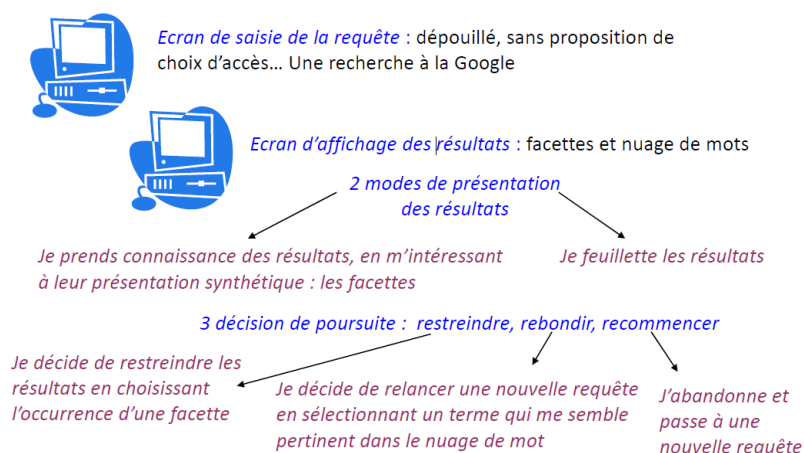 Ecran de saisie de la requête : dépouillé, sans proposition de
choix d’accès… Une recherche à la Google
Ecran d’affichage des résultats : facettes et nuage de mots
2 modes de présentation
des résultats
Je prends connaissance des résultats, en m’intéressant
à leur présentation synthétique : les facettes
Je feuillette les résultats
3 décision de poursuite : restreindre, rebondir, recommencer
Je décide de restreindre les
résultats en choisissant
l’occurrence d’une facette
Je décide de relancer une nouvelle requête
en sélectionnant un terme qui me semble
pertinent dans le nuage de mot
J’abandonne et
passe à une
nouvelle requête